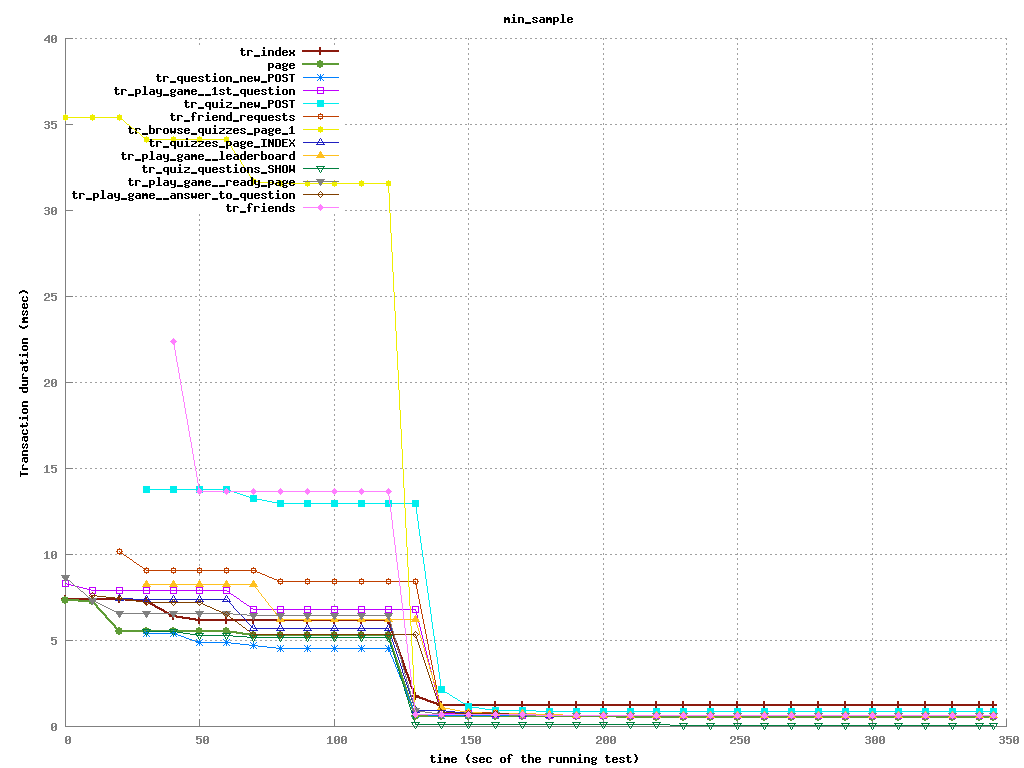 min_sample
40
35
30
25
20
15
10
5
0
Transaction duration (msec)
tr_index
page
tr_question_new_POST
tr_play_game__1st_question
tr_quiz_new_POST
tr_friend_requests
tr_browse_quizzes_page_1
tr_quizzes_page_INDEX
tr_play_game__leaderboard
tr_quiz_questions_SHOW
tr_play_game__ready_page
tr_play_game__answer_to_question
tr_friends
0 50 100 150 200 250 300 350
time (sec of the running test)